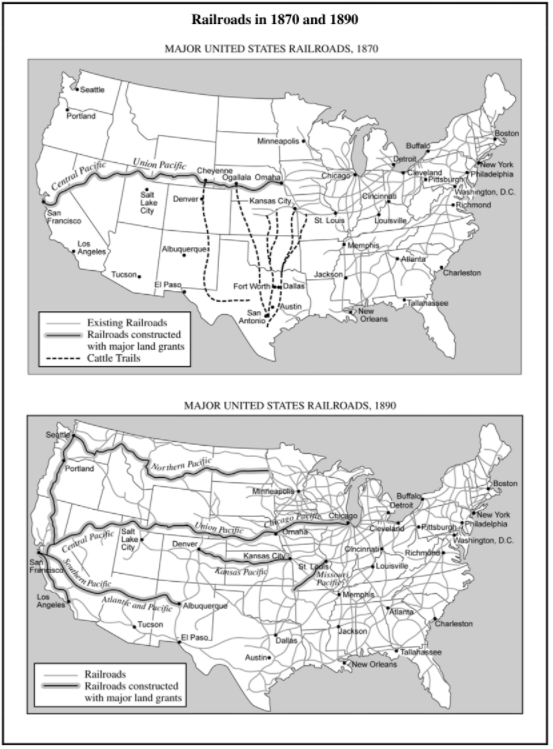 Railroads in 1870 and 1890
MAJOR UNITED STATES RAILROADS, 1870
Seattle
Portland
Minneapolis
Boston
Buffalo
Detroit
New York
Central Pacific
Union Pacific
Cheyenne
Ogallala
Omaha
Chicago
Cleveland
Pittsburgh
Philadelphia
Washington, D.C.
Salt
Lake
City
Denver
Kansas City
Cincinnati
Richmond
San
Francisco
St. Louis
Louisville
Los
Angeles
Albuquerque
Memphis
Atlanta
Tucson
El Paso
Fort Worth
Dallas
Jackson
Charleston
Austin
San
Antonio
New
Orleans
Tallahassee
Existing Railroads
Railroads constructed
with major land grants
Cattle Trails
MAJOR UNITED STATES RAILROADS, 1890
Seattle
Portland
Northern Pacific
Minneapolis
Boston
Buffalo
Detroit
New York
Chicago Pacific
Chicago
Union Pacific
Omaha
Cleveland
Pittsburgh
Philadelphia
Washington, D.C.
Central Pacific
Salt
Lake
City
Denver
Kansas City
Kansas Pacific
St. Louis
Missouri
Pacific
Cincinnati
Richmond
Louisville
San
Francisco
Southern Pacific
Los
Angeles
Atlantic and Pacific
Albuquerque
Memphis
Atlanta
Tucson
El Paso
Dallas
Jackson
Charleston
Austin
New Orleans
Tallahassee
Railroads
Railroads constructed
with major land grants